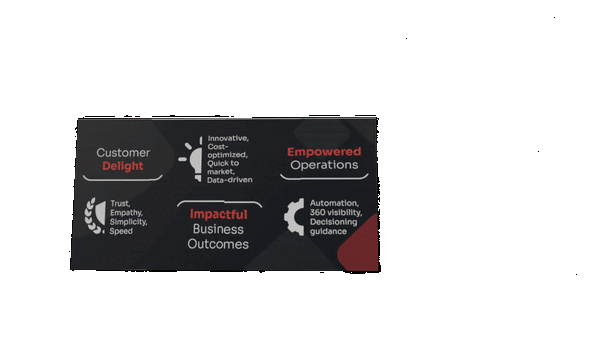 Customer
Delight
Trust,
Empathy,
Simplicity,
Speed
Innovative,
Cost-
optimized,
Quick to
market,
Data-driven
Impactful
Business
Outcomes
Empowered
Operations
Automation,
360 visibility,
Decisioning
guidance